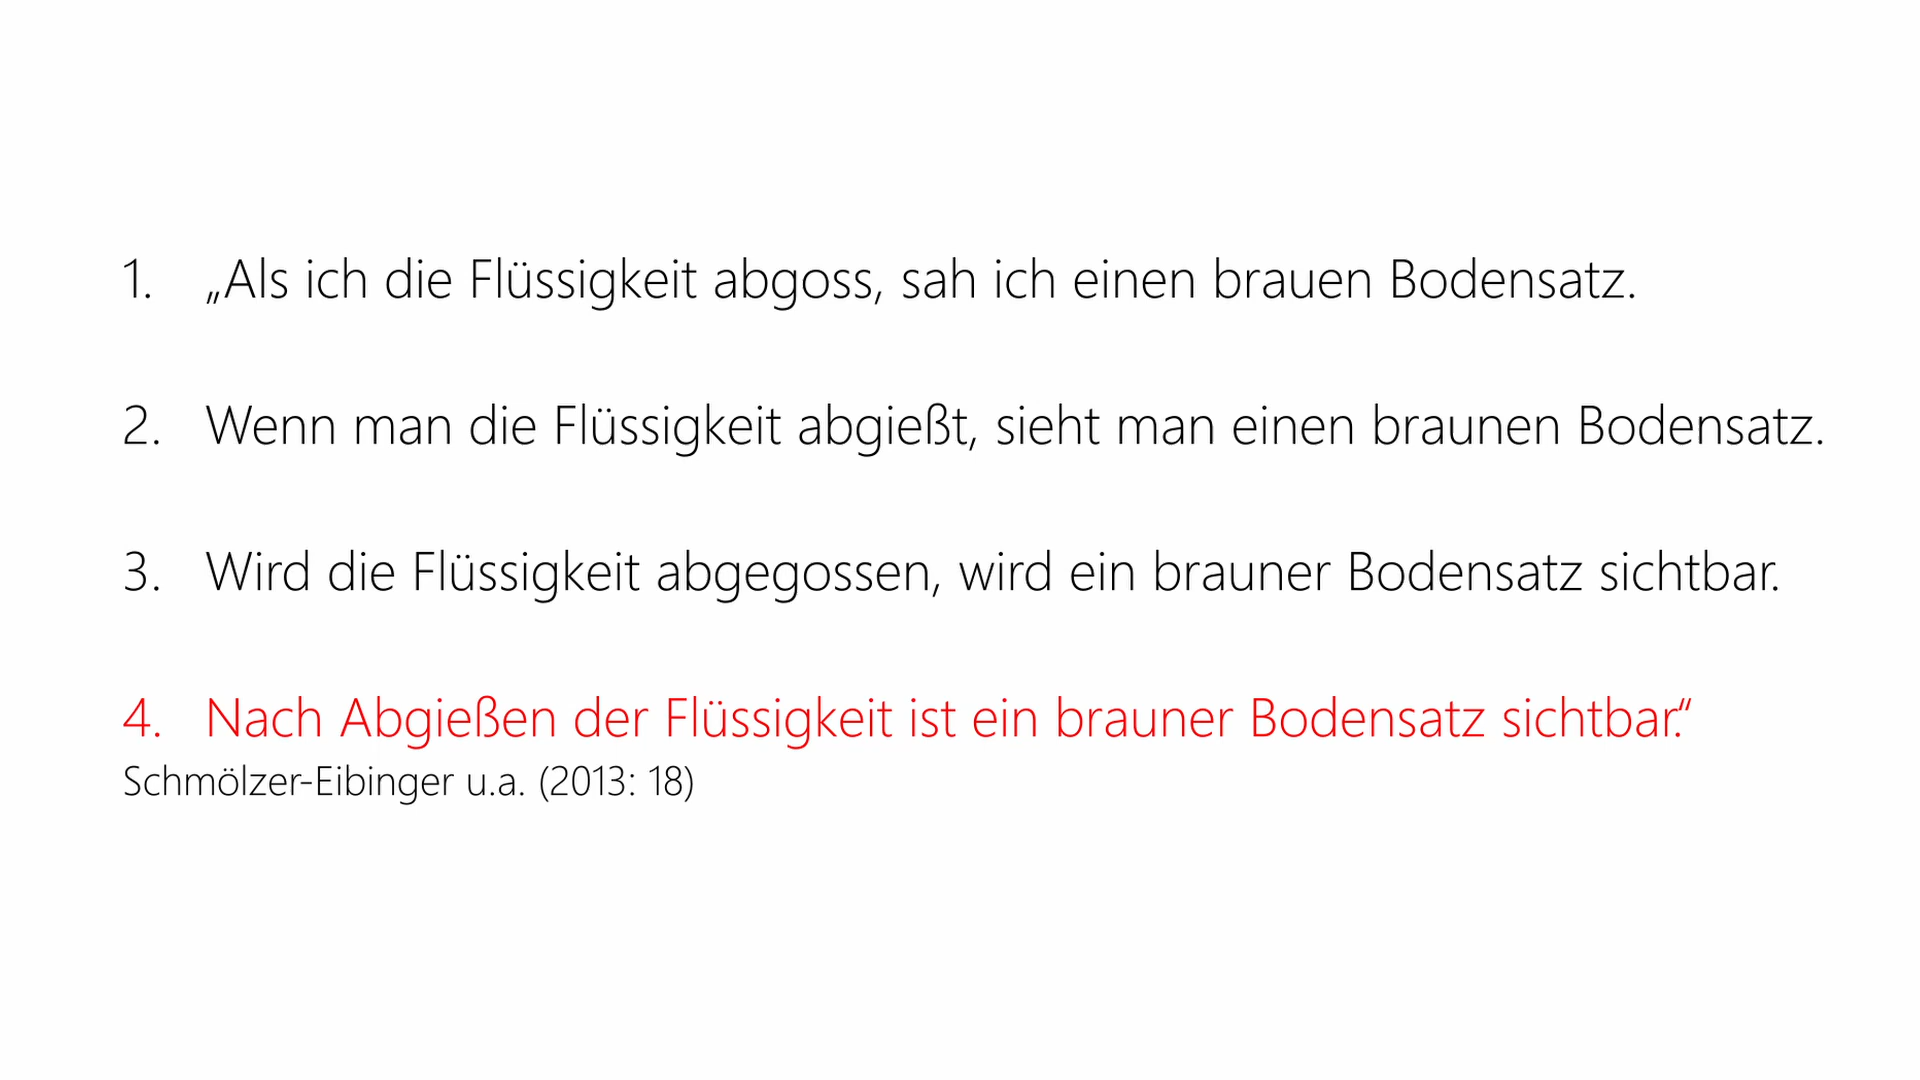 1. „Als ich die Flüssigkeit abgoss, sah ich einen brauen Bodensatz.
2. Wenn man die Flüssigkeit abgießt, sieht man einen braunen Bodensatz.
3. Wird die Flüssigkeit abgegossen, wird ein brauner Bodensatz sichtbar.
4. Nach Abgießen der Flüssigkeit ist ein brauner Bodensatz sichtbar.“
Schmölzer-Eibinger u.a. (2013: 18)